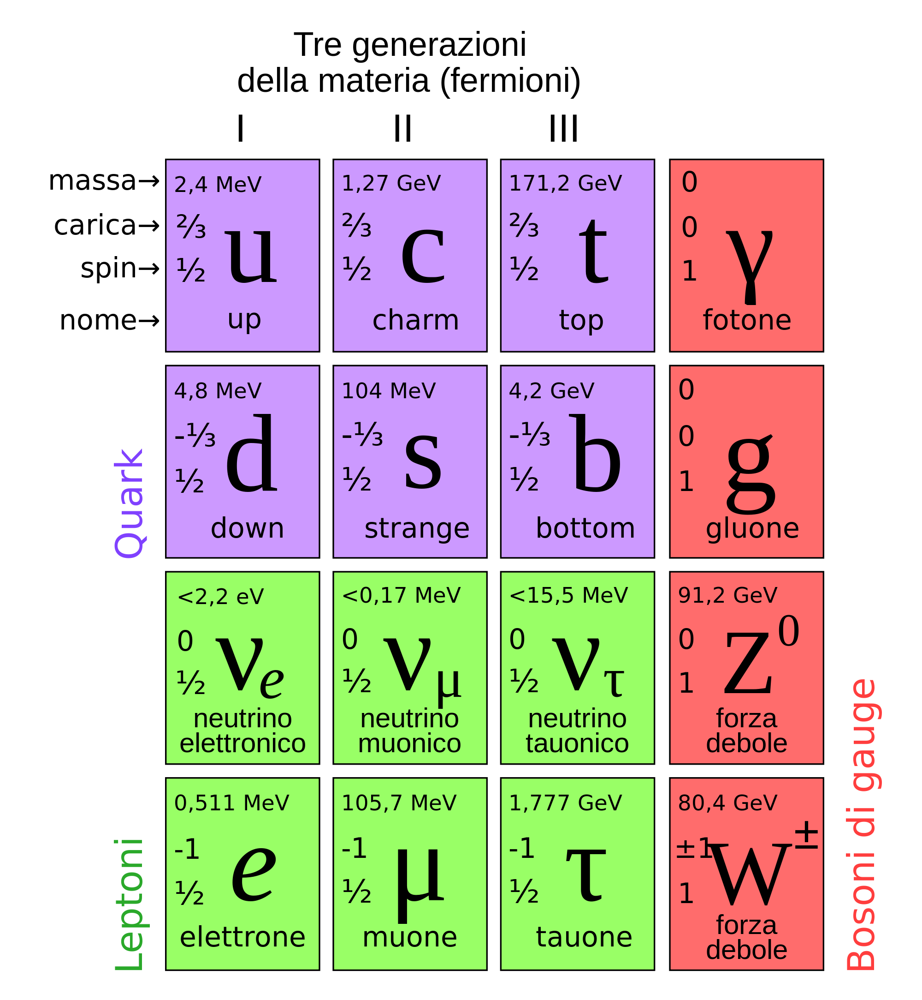 Tre generazioni
della materia (fermioni)
I II III
massa→
carica→
spin→
nome→
2,4 MeV
⅔
½
u
up
1,27 GeV
⅔
½
c
charm
171,2 GeV
⅔
½
t
top
0
0
1
γ
fotone
Quark
4,8 MeV
-⅓
½
d
down
104 MeV
-⅓
½
s
strange
4,2 GeV
-⅓
½
b
bottom
0
0
1
g
gluone
<2,2 eV
0
½
νe
neutrino
elettronico
<0,17 MeV
0
½
νμ
neutrino
muonico
<15,5 MeV
0
½
ντ
neutrino
tauonico
91,2 GeV
0
1
Z⁰
forza
debole
Leptoni
0,511 MeV
-1
½
e
elettrone
105,7 MeV
-1
½
μ
muone
1,777 GeV
-1
½
τ
tauone
80,4 GeV
±1
1
W±
forza
debole
Bosoni di gauge